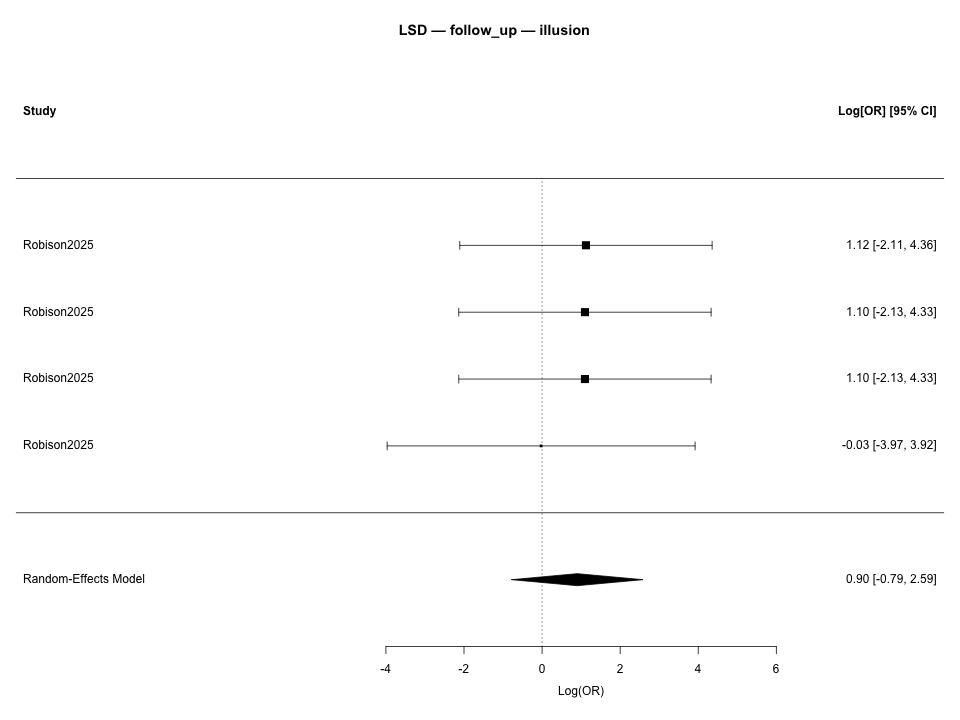 LSD — follow_up — illusion
Study Log[OR] [95% CI]
Robison2025 1.12 [-2.11, 4.36]
Robison2025 1.10 [-2.13, 4.33]
Robison2025 1.10 [-2.13, 4.33]
Robison2025 -0.03 [-3.97, 3.92]
Random-Effects Model 0.90 [-0.79, 2.59]
-4 -2 0 2 4 6
Log(OR)